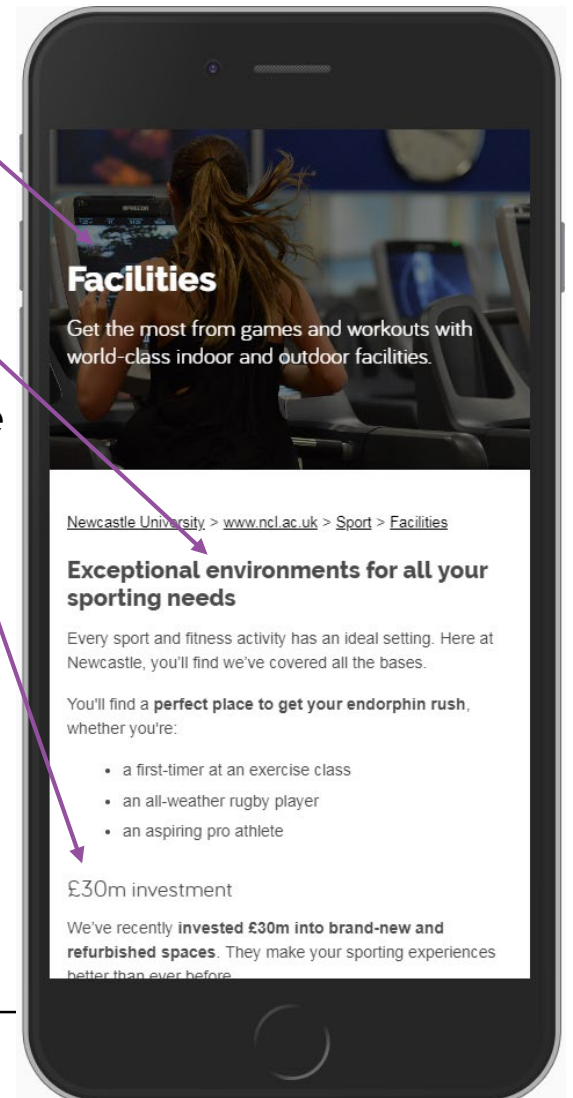 PRECOR
Facilities
Get the most from games and workouts with
world-class indoor and outdoor facilities.
e
Newcastle University > www.ncl.ac.uk > Sport > Facilities
Exceptional environments for all your
sporting needs
Every sport and fitness activity has an ideal setting. Here at
Newcastle, you'll find we've covered all the bases.
You'll find a perfect place to get your endorphin rush,
whether you're:
• a first-timer at an exercise class
• an all-weather rugby player
• an aspiring pro athlete
£30m investment
We've recently invested £30m into brand-new and
refurbished spaces. They make your sporting experiences
better than ever before